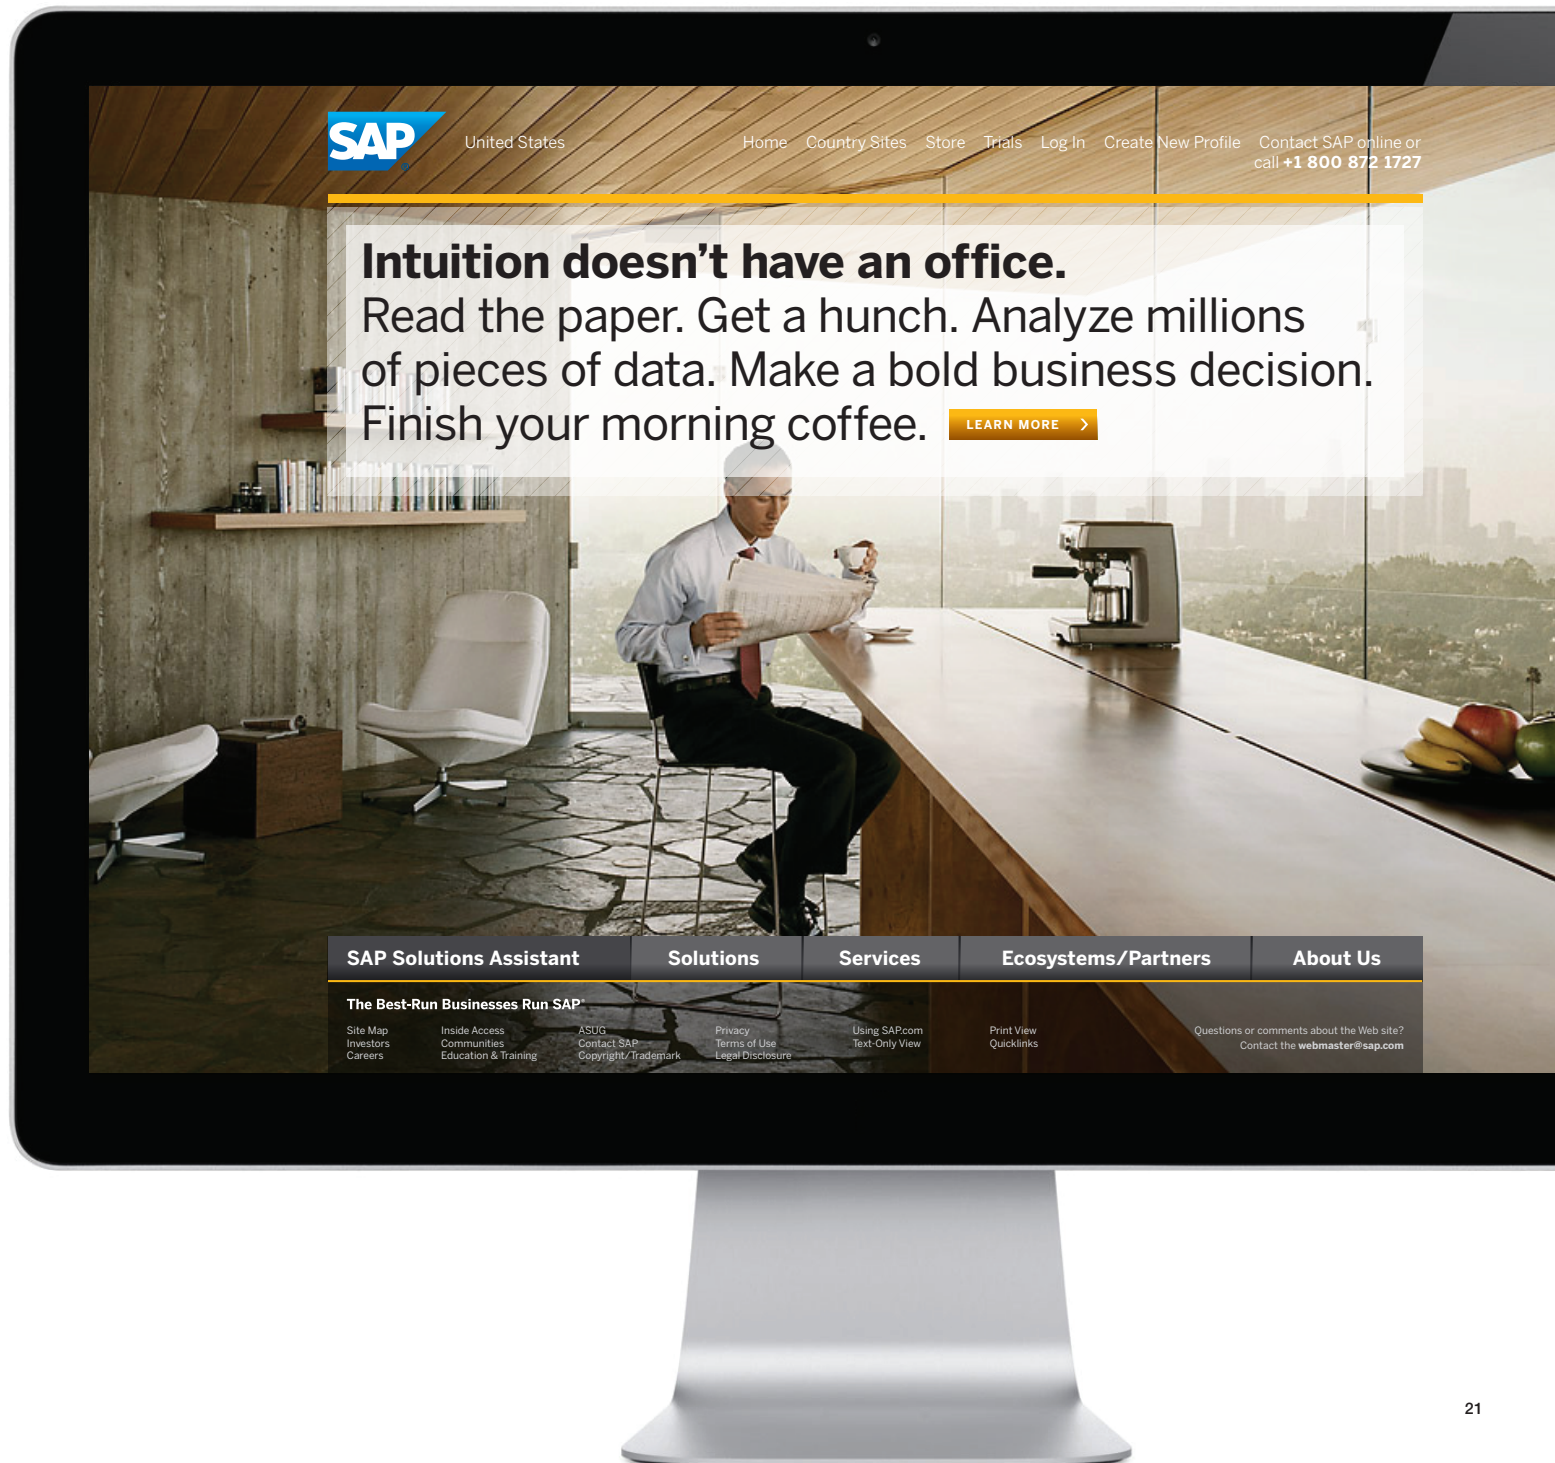 SAP
United States
Home Country Sites Store Trials Log In Create New Profile Contact SAP online or
call +1 800 872 1727
Intuition doesn't have an office.
Read the paper. Get a hunch. Analyze millions
of pieces of data. Make a bold business decision.
Finish your morning coffee. LEARN MORE
SAP Solutions Assistant Solutions Services Ecosystems/Partners About Us
The Best-Run Businesses Run SAP®
Site Map Inside Access ASUG Privacy Using SAP.com Print View Questions or comments about the Web site?
Investors Communities Contact SAP Terms of Use Text-Only View Quicklinks Contact the webmaster@sap.com
Careers Education & Training Copyright/Trademark Legal Disclosure
21